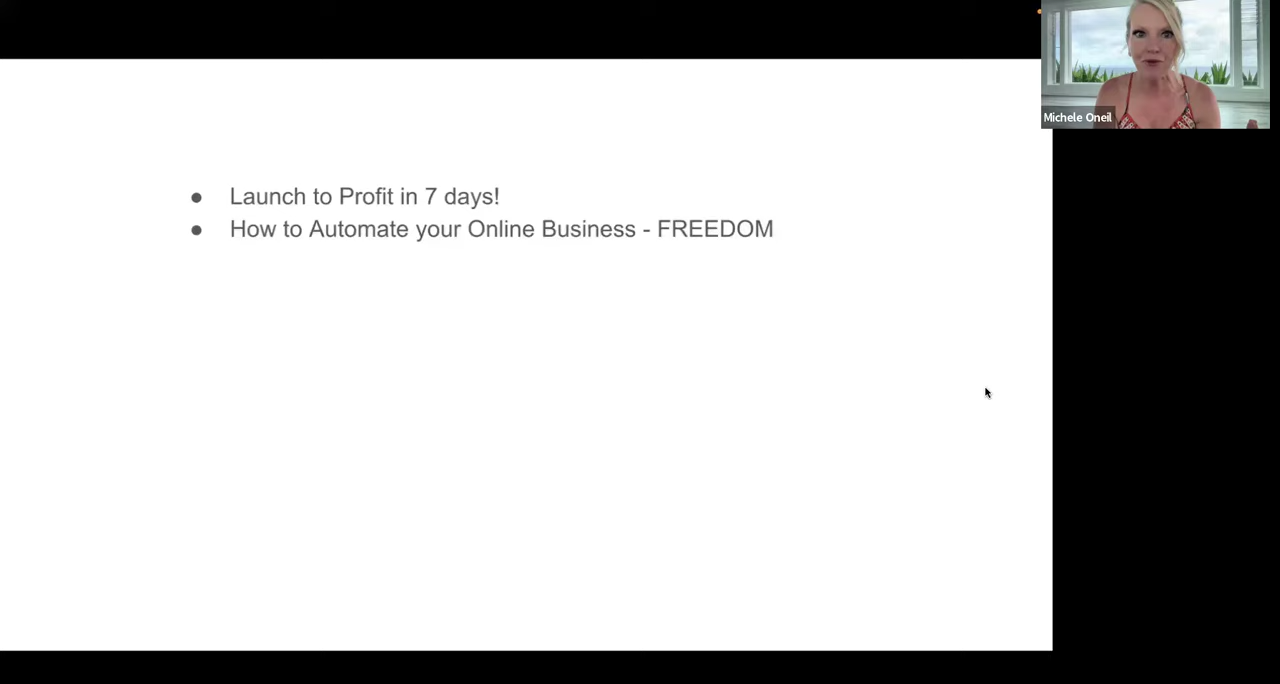 Michele Oneil
● Launch to Profit in 7 days!
● How to Automate your Online Business - FREEDOM